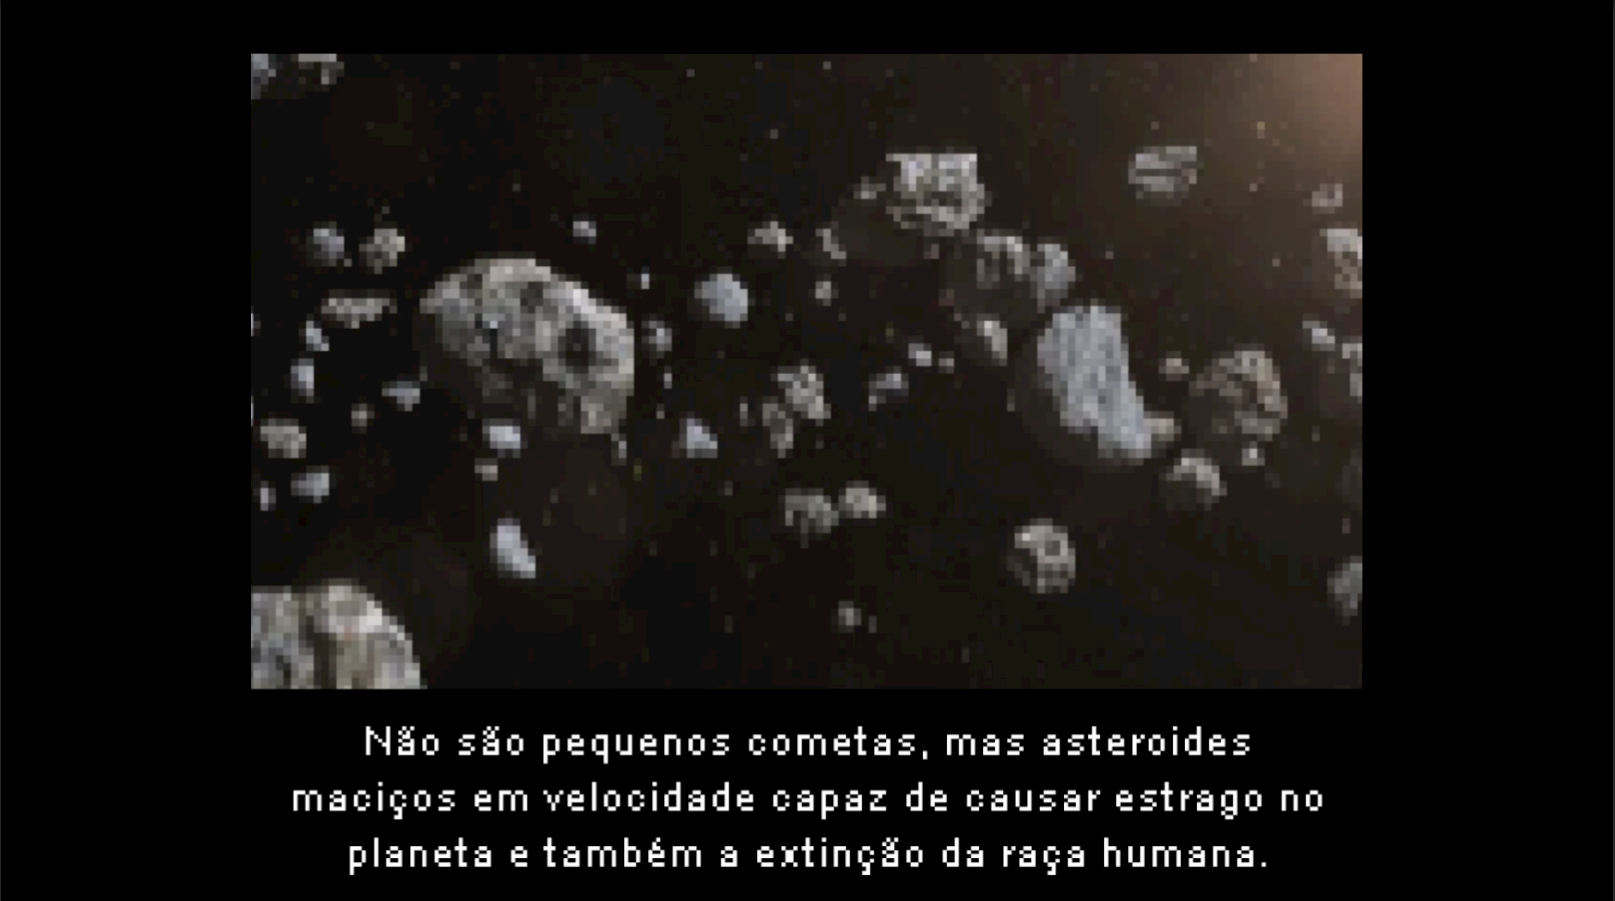 Não são pequenos cometas, mas asteroides
maciços em velocidade capaz de causar estrago no
planeta e também a extinção da raça humana.